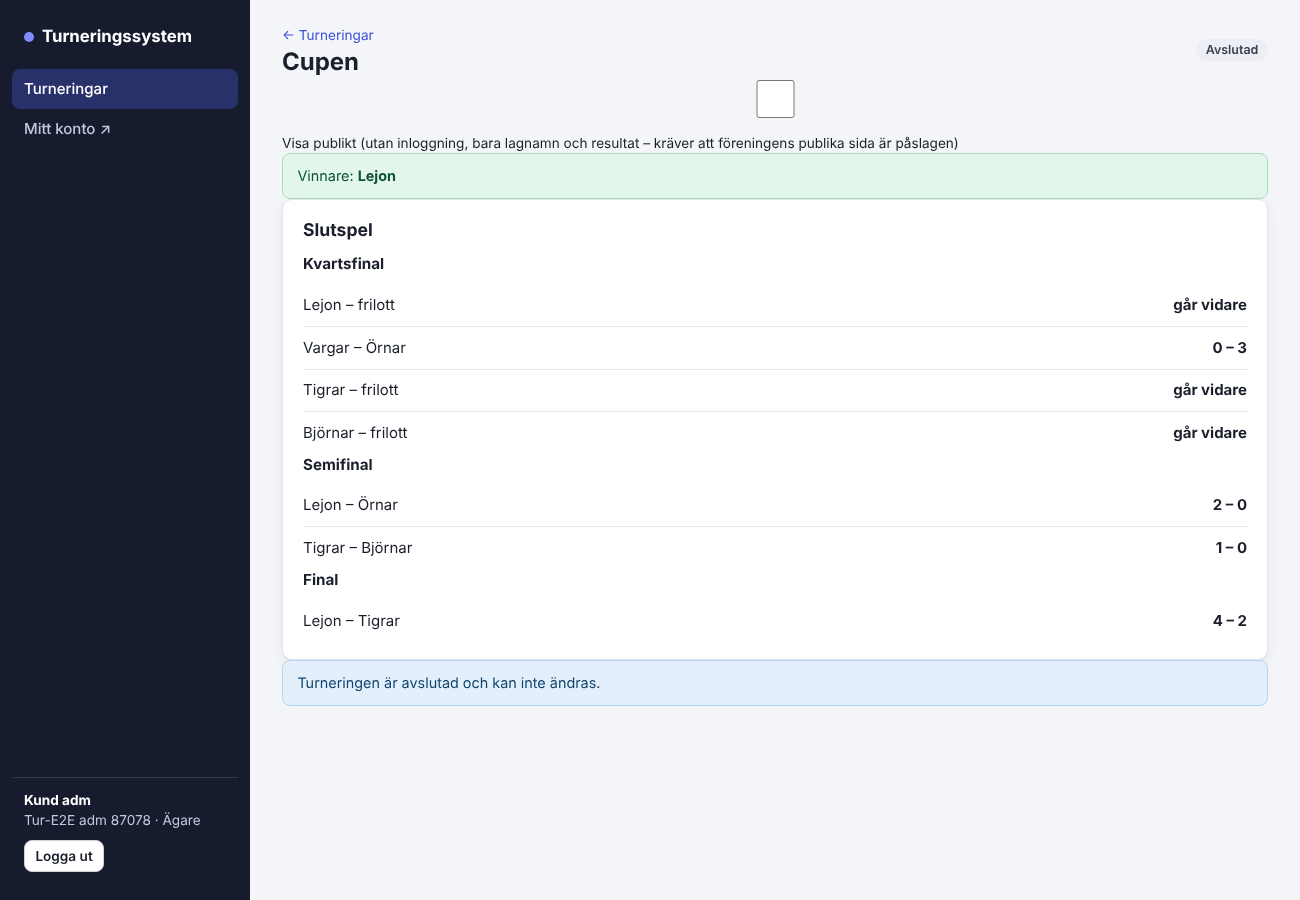 Turneringssystem
Turneringar
Mitt konto ↗
← Turneringar
Cupen
Avslutad
Visa publikt (utan inloggning, bara lagnamn och resultat – kräver att föreningens publika sida är påslagen)
Vinnare: Lejon
Slutspel
Kvartsfinal
Lejon – frilott går vidare
Vargar – Örnar 0 – 3
Tigrar – frilott går vidare
Björnar – frilott går vidare
Semifinal
Lejon – Örnar 2 – 0
Tigrar – Björnar 1 – 0
Final
Lejon – Tigrar 4 – 2
Turneringen är avslutad och kan inte ändras.
Kund adm
Tur-E2E adm 87078 · Ägare
Logga ut